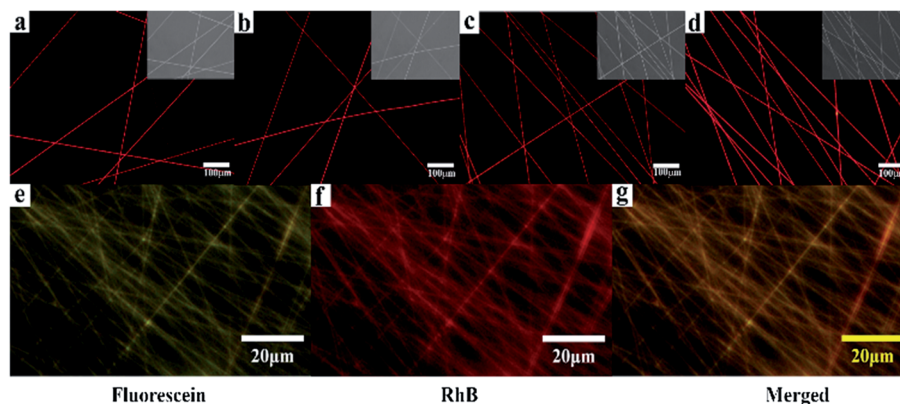 a
b
c
d
100μm
100μm
100μm
100μm
e
f
g
20μm
20μm
20μm
Fluorescein
RhB
Merged